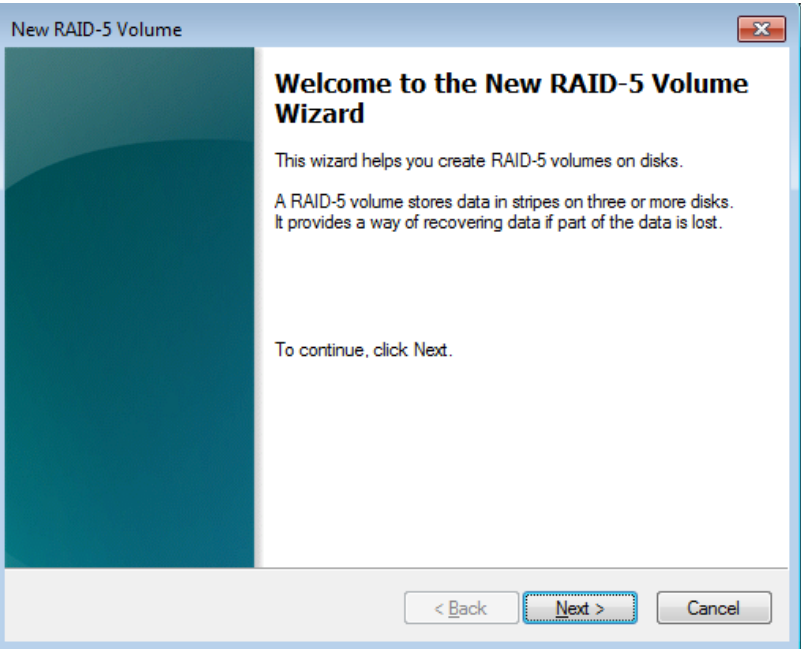 New RAID-5 Volume
Welcome to the New RAID-5 Volume
Wizard
This wizard helps you create RAID-5 volumes on disks.
A RAID-5 volume stores data in stripes on three or more disks.
It provides a way of recovering data if part of the data is lost.
To continue, click Next.
< Back Next > Cancel